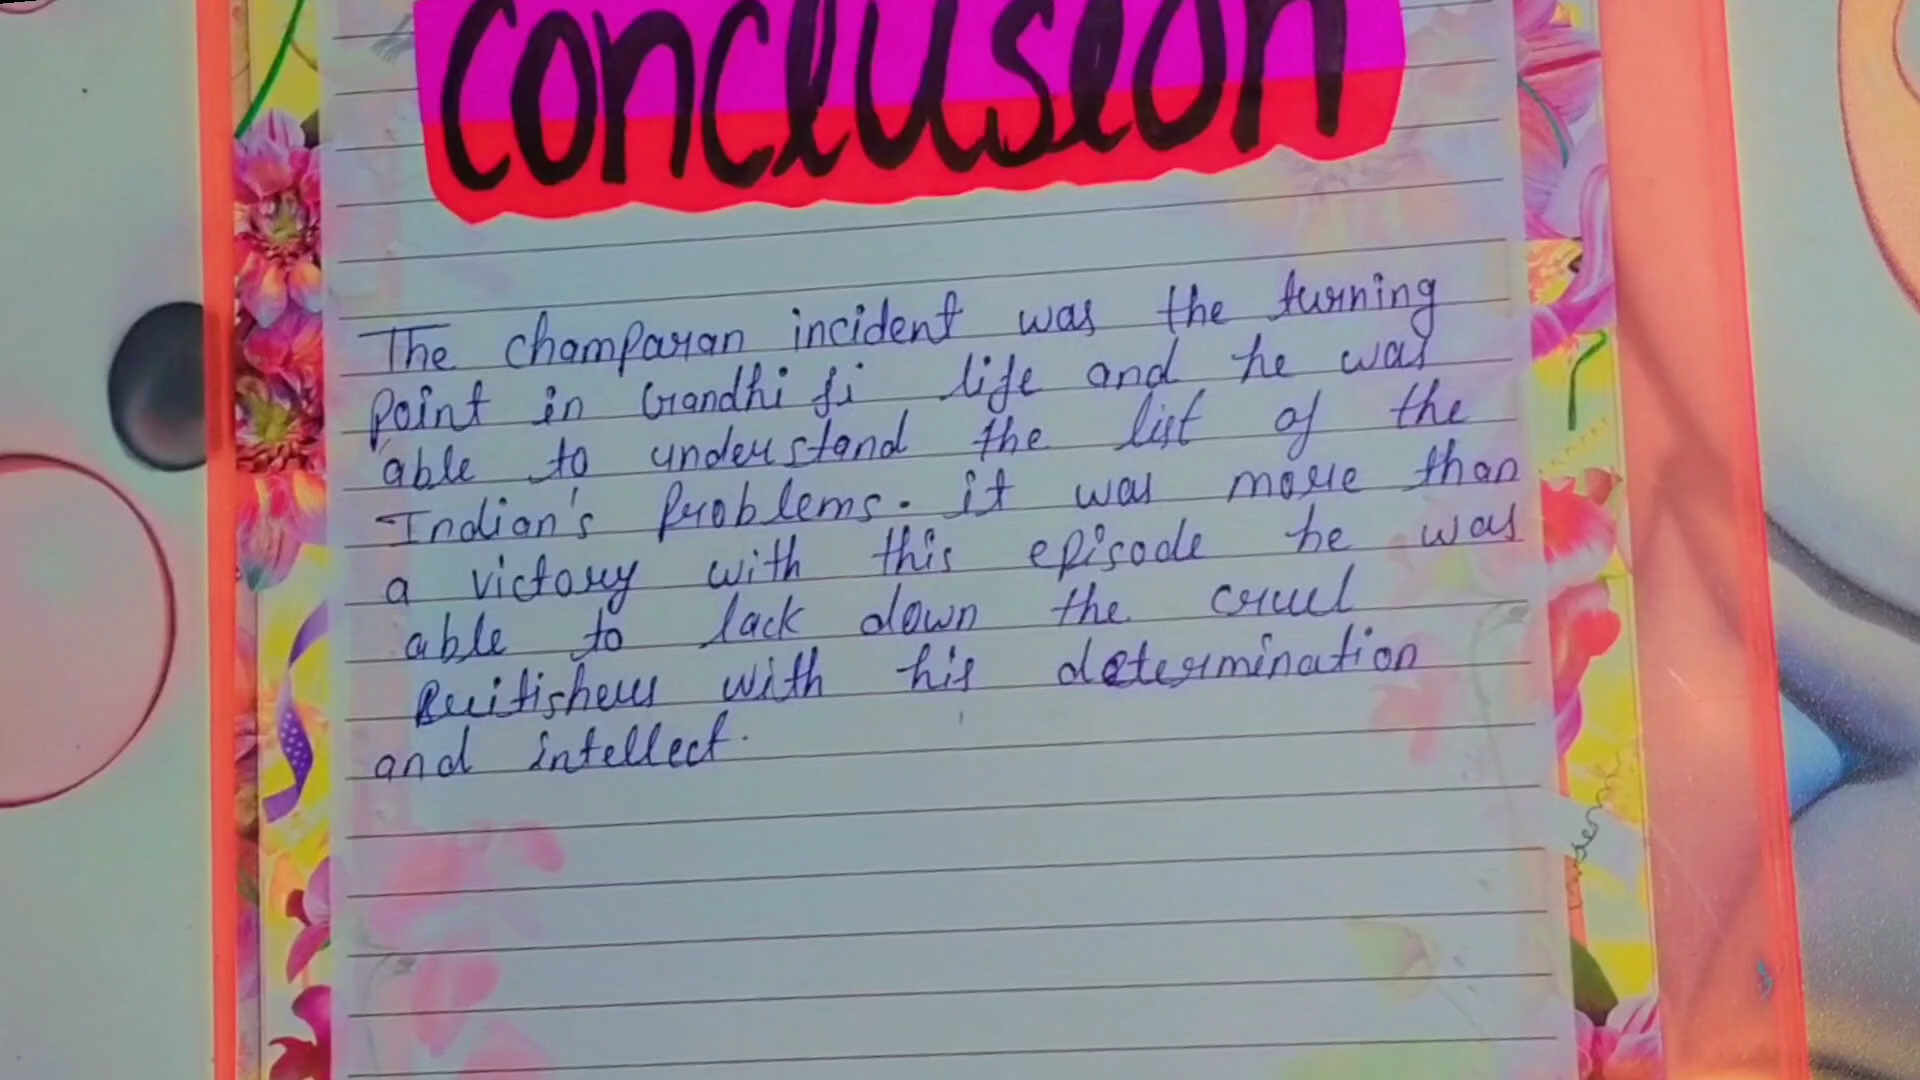 conclusion
The champaran incident was the turning
point in Gandhi ji life and he was
able to understand the list of the
Indian's problems. it was more than
a victory with this episode he was
able to lack down the cruel
Britishers with his determination
and intellect.